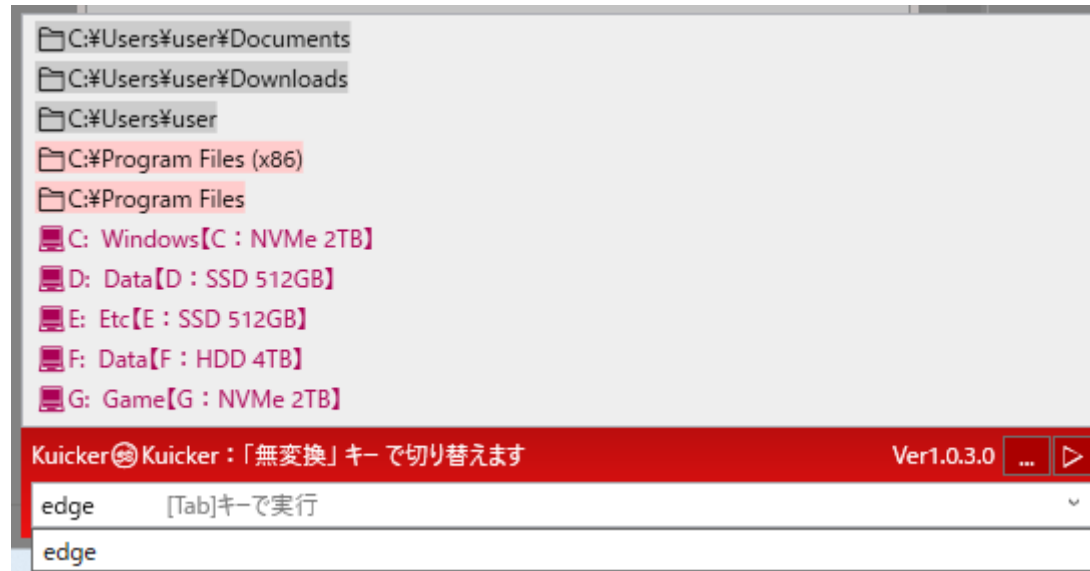 C:¥Users¥user¥Documents
C:¥Users¥user¥Downloads
C:¥Users¥user
C:¥Program Files (x86)
C:¥Program Files
C: Windows【C：NVMe 2TB】
D: Data【D：SSD 512GB】
E: Etc【E：SSD 512GB】
F: Data【F：HDD 4TB】
G: Game【G：NVMe 2TB】
Kuicker Kuicker：「無変換」キー で切り替えます Ver1.0.3.0 ...
edge [Tab]キーで実行
edge